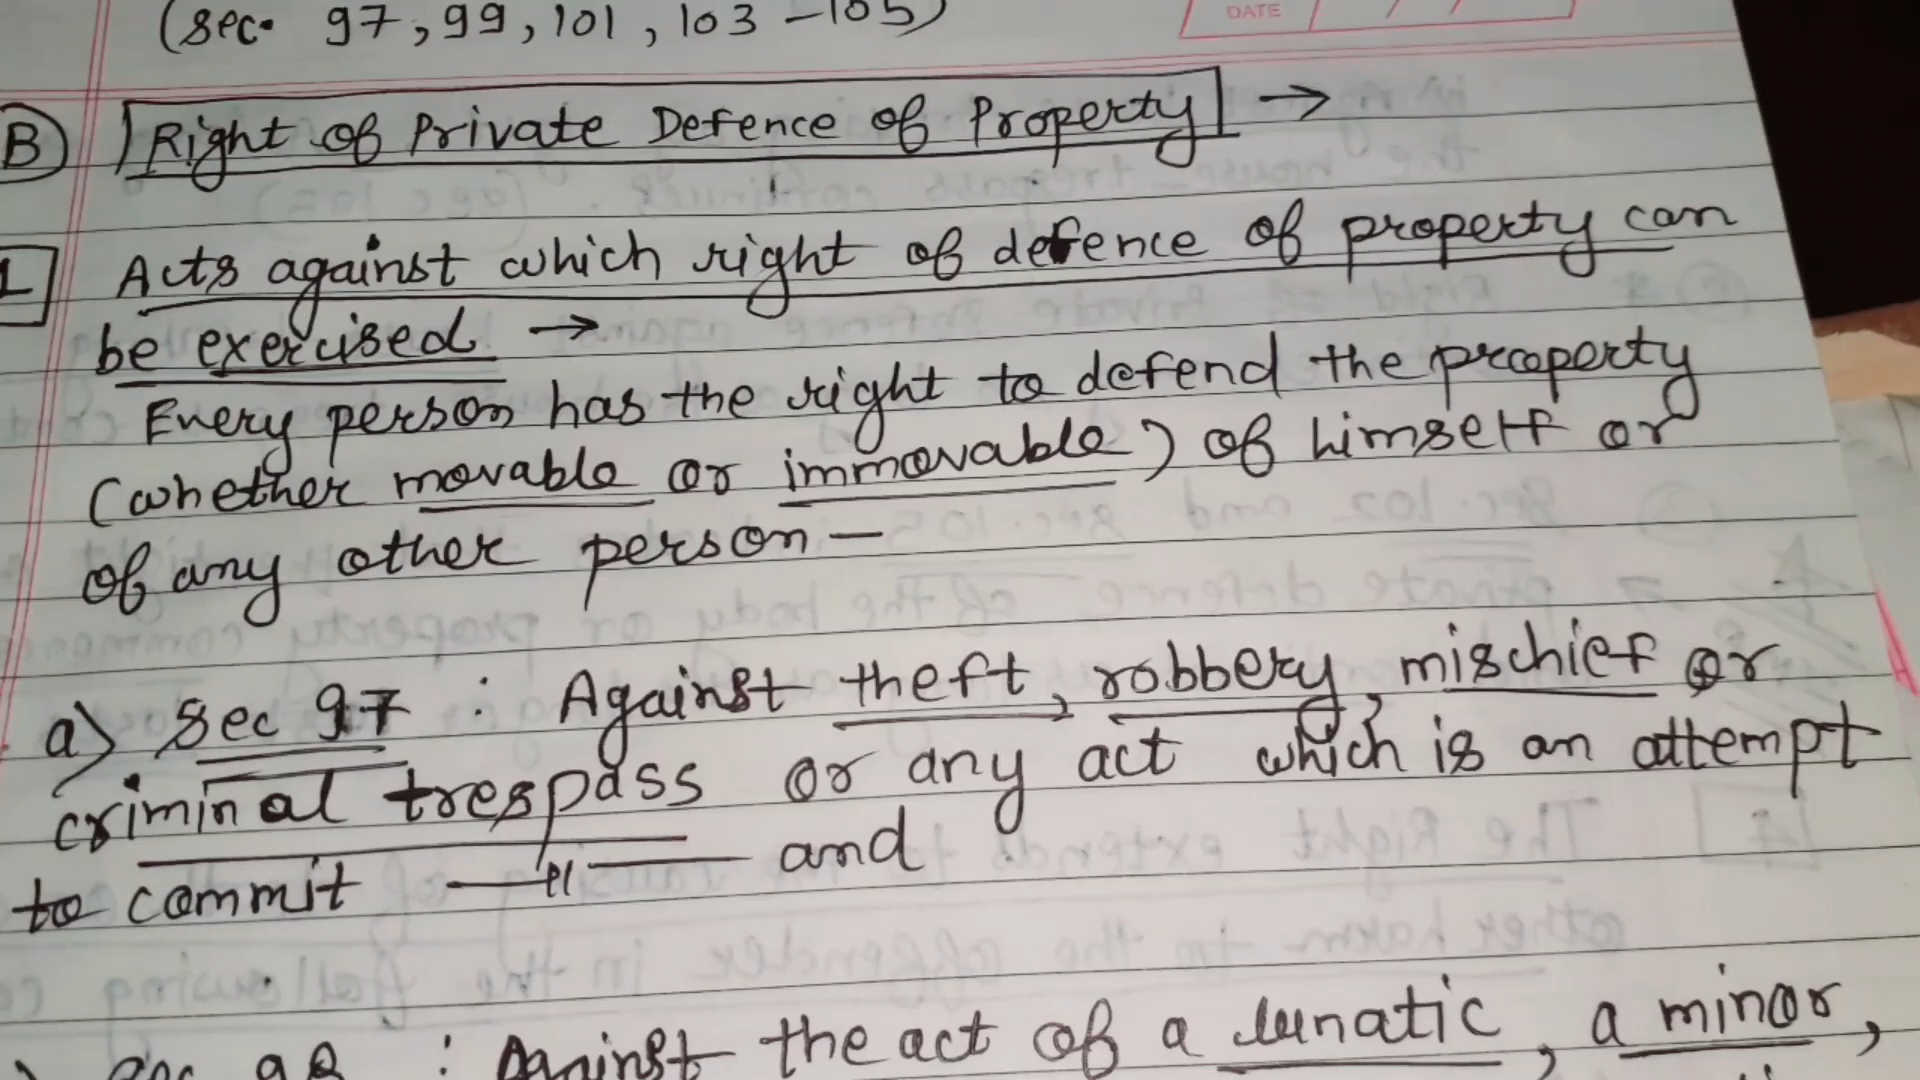 (sec. 97, 99, 101, 103 - 105)
DATE
B Right of Private Defence of Property →
1 Acts against which right of defence of property can
be exercised →
Every person has the right to defend the property
(whether movable or immovable) of himself or
of any other person —
a) Sec 97 : Against theft, robbery, mischief or
criminal trespass or any act which is an attempt
to commit —"— and
Sec 98 : Against the act of a lunatic, a minor,